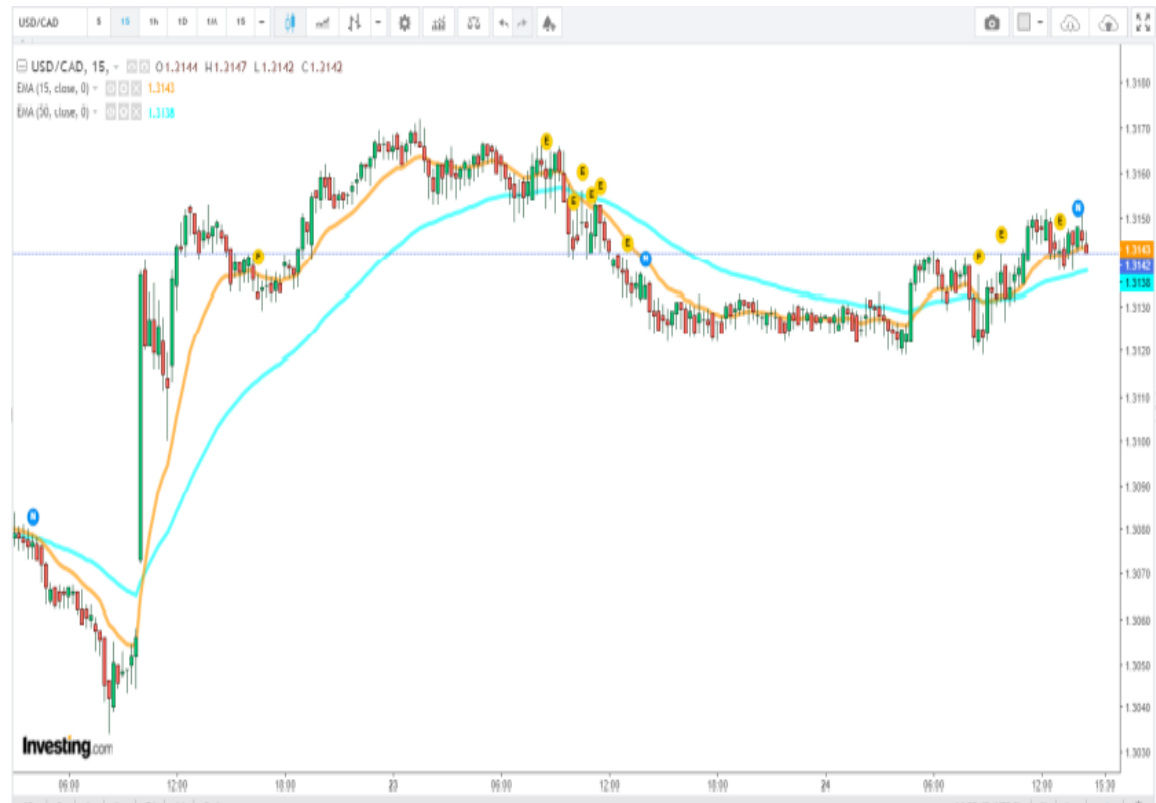 USD/CAD 5 15 1h 1D 1M 15
USD/CAD, 15, O1.3144 H1.3147 L1.3142 C1.3142
EMA (15, close, 0) 1.3143
EMA (50, close, 0) 1.3138
1.3180
1.3170
1.3160
1.3150
1.3143
1.3142
1.3138
1.3130
1.3120
1.3110
1.3100
1.3090
1.3080
1.3070
1.3060
1.3050
1.3040
1.3030
N
P
E
E
E
E
E
E
N
P
E
E
N
Investing.com
06:00 12:00 18:00 23 06:00 12:00 18:00 24 06:00 12:00 15:30